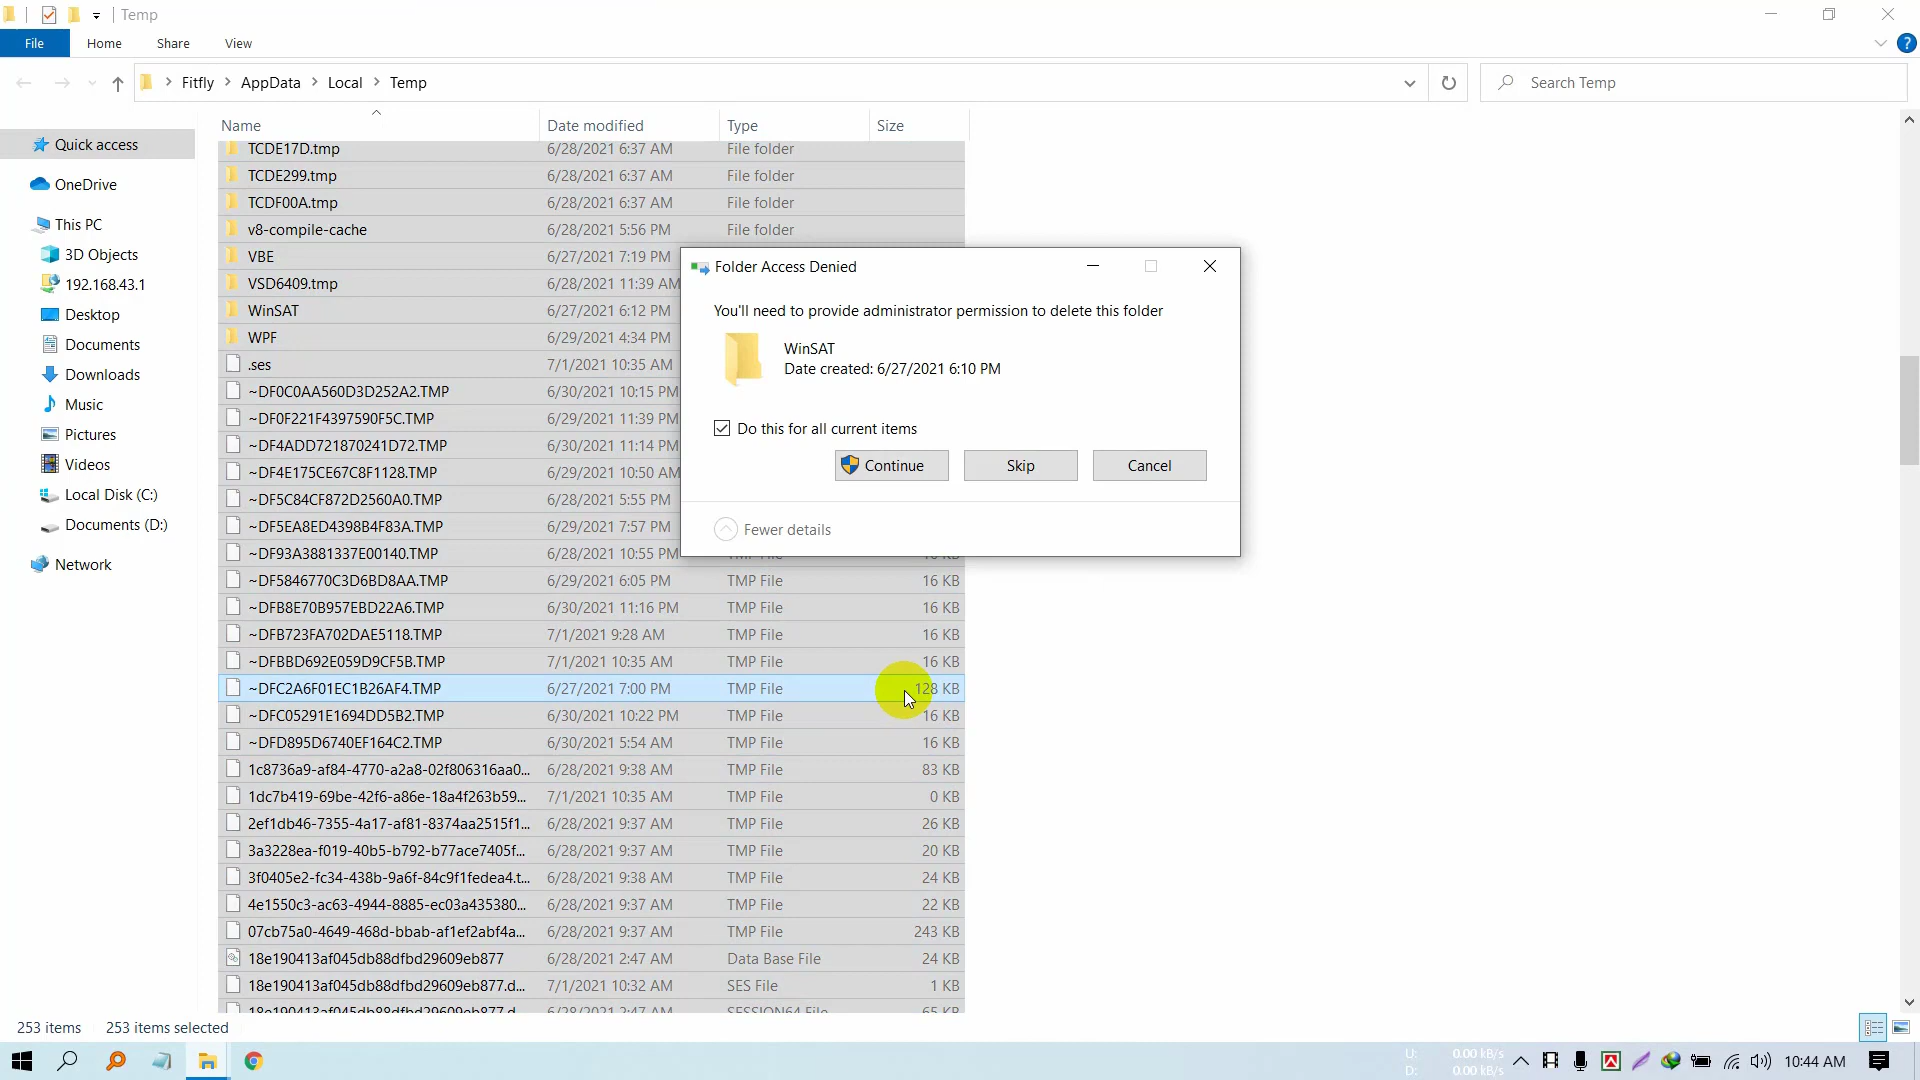 Temp
File Home Share View
Fitfly AppData Local Temp
Search Temp
Name Date modified Type Size
Quick access
OneDrive
This PC
3D Objects
192.168.43.1
Desktop
Documents
Downloads
Music
Pictures
Videos
Local Disk (C:)
Documents (D:)
Network
TCDE17D.tmp 6/28/2021 6:37 AM File folder
TCDE299.tmp 6/28/2021 6:37 AM File folder
TCDF00A.tmp 6/28/2021 6:37 AM File folder
v8-compile-cache 6/28/2021 5:56 PM File folder
VBE 6/27/2021 7:19 PM
VSD6409.tmp 6/28/2021 11:39 AM
WinSAT 6/27/2021 6:12 PM
WPF 6/29/2021 4:34 PM
.ses 7/1/2021 10:35 AM
~DF0C0AA560D3D252A2.TMP 6/30/2021 10:15 PM
~DF0F221F4397590F5C.TMP 6/29/2021 11:39 PM
~DF4ADD721870241D72.TMP 6/30/2021 11:14 PM
~DF4E175CE67C8F1128.TMP 6/29/2021 10:50 AM
~DF5C84CF872D2560A0.TMP 6/28/2021 5:55 PM
~DF5EA8ED4398B4F83A.TMP 6/29/2021 7:57 PM
~DF93A3881337E00140.TMP 6/28/2021 10:55 PM
~DF5846770C3D6BD8AA.TMP 6/29/2021 6:05 PM TMP File 16 KB
~DFB8E70B957EBD22A6.TMP 6/30/2021 11:16 PM TMP File 16 KB
~DFB723FA702DAE5118.TMP 7/1/2021 9:28 AM TMP File 16 KB
~DFBBD692E059D9CF5B.TMP 7/1/2021 10:35 AM TMP File 16 KB
~DFC2A6F01EC1B26AF4.TMP 6/27/2021 7:00 PM TMP File 128 KB
~DFC05291E1694DD5B2.TMP 6/30/2021 10:22 PM TMP File 16 KB
~DFD895D6740EF164C2.TMP 6/30/2021 5:54 AM TMP File 16 KB
1c8736a9-af84-4770-a2a8-02f806316aa0... 6/28/2021 9:38 AM TMP File 83 KB
1dc7b419-69be-42f6-a86e-18a4f263b59... 7/1/2021 10:35 AM TMP File 0 KB
2ef1db46-7355-4a17-af81-8374aa2515f1... 6/28/2021 9:37 AM TMP File 26 KB
3a3228ea-f019-40b5-b792-b77ace7405f... 6/28/2021 9:37 AM TMP File 20 KB
3f0405e2-fc34-438b-9a6f-84c9f1fedea4.t... 6/28/2021 9:38 AM TMP File 24 KB
4e1550c3-ac63-4944-8885-ec03a435380... 6/28/2021 9:37 AM TMP File 22 KB
07cb75a0-4649-468d-bbab-af1ef2abf4a... 6/28/2021 9:37 AM TMP File 243 KB
18e190413af045db88dfbd29609eb877 6/28/2021 2:47 AM Data Base File 24 KB
18e190413af045db88dfbd29609eb877.d... 7/1/2021 10:32 AM SES File 1 KB
18e190413af045db88dfbd29609eb877.d... 6/28/2021 2:47 AM SESSION64 File 65 KB
Folder Access Denied
You'll need to provide administrator permission to delete this folder
WinSAT
Date created: 6/27/2021 6:10 PM
Do this for all current items
Continue Skip Cancel
Fewer details
253 items 253 items selected
U: 0.00 kB/s
D: 0.00 kB/s
10:44 AM